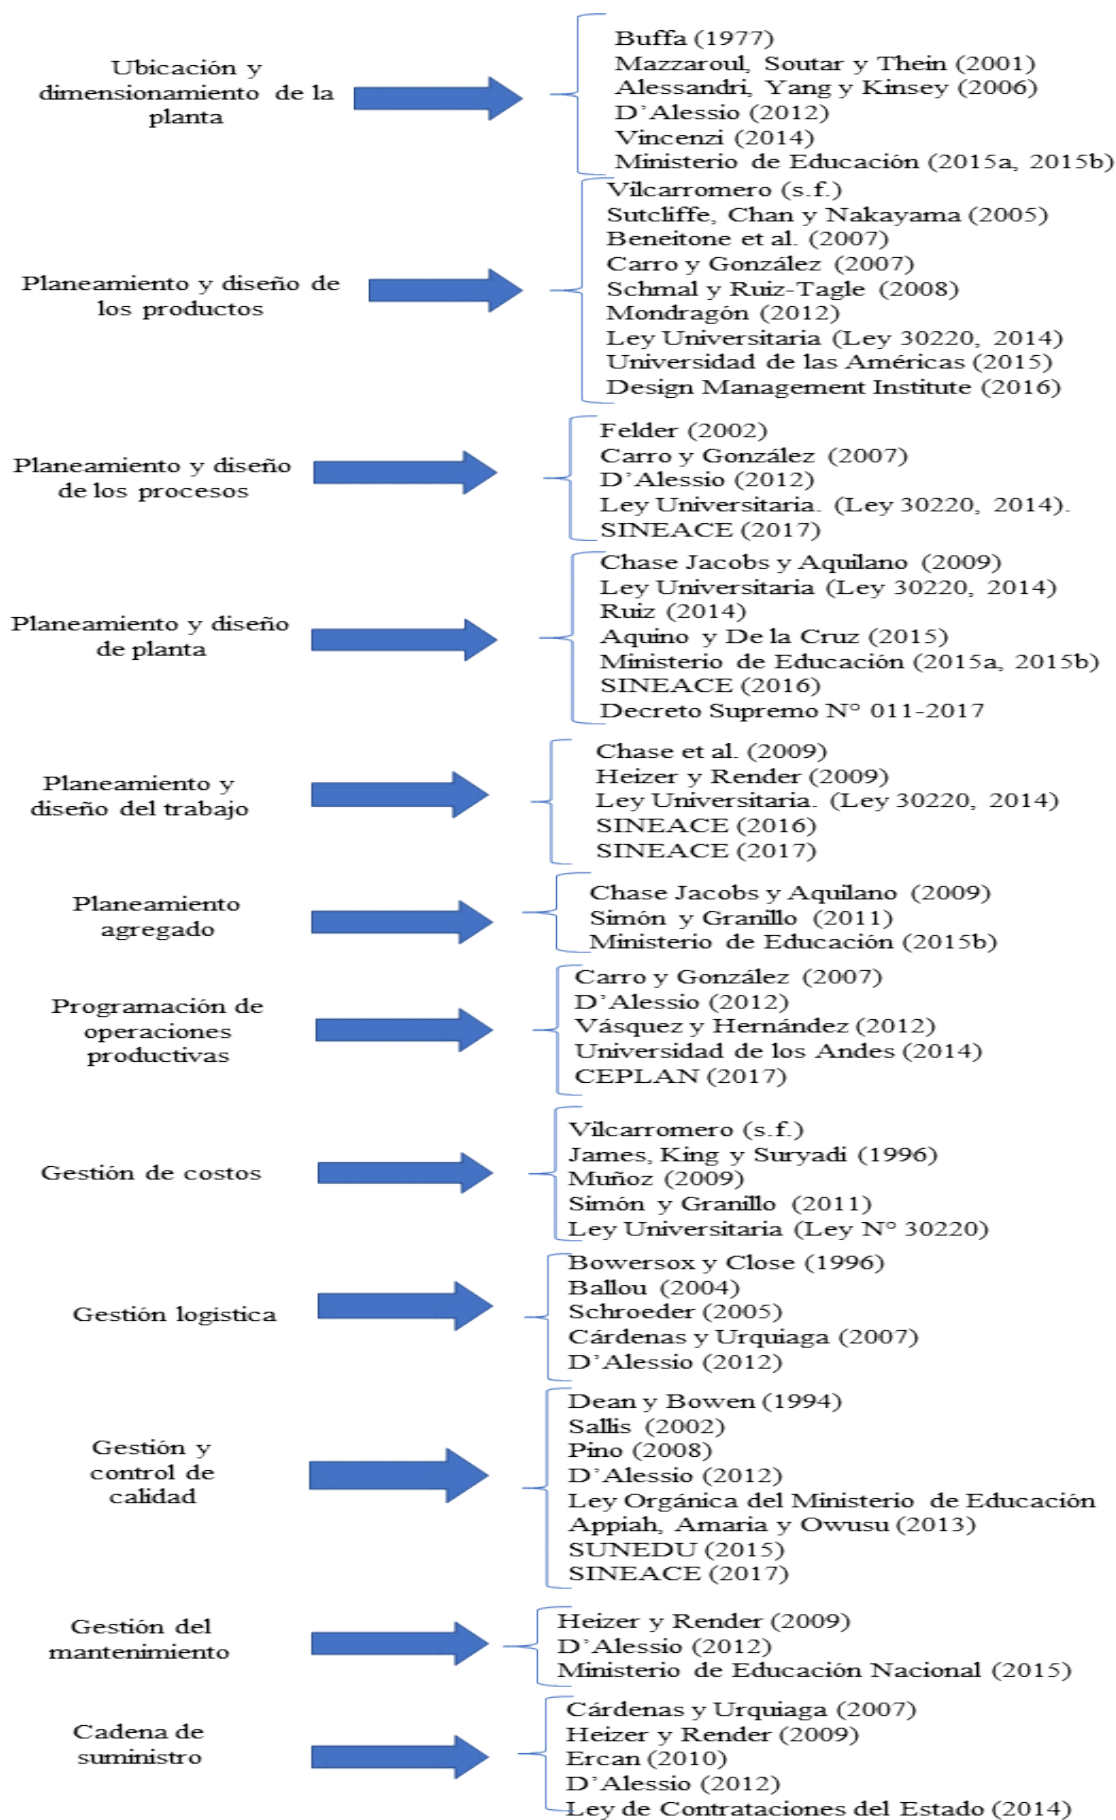 Ubicación y
dimensionamiento de la
planta
Buffa (1977)
Mazzaroul, Soutar y Thein (2001)
Alessandri, Yang y Kinsey (2006)
D’Alessio (2012)
Vincenzi (2014)
Ministerio de Educación (2015a, 2015b)
Planeamiento y diseño de
los productos
Vilcarromero (s.f.)
Sutcliffe, Chan y Nakayama (2005)
Beneitone et al. (2007)
Carro y González (2007)
Schmal y Ruiz-Tagle (2008)
Mondragón (2012)
Ley Universitaria (Ley 30220, 2014)
Universidad de las Américas (2015)
Design Management Institute (2016)
Planeamiento y diseño
de los procesos
Felder (2002)
Carro y González (2007)
D’Alessio (2012)
Ley Universitaria. (Ley 30220, 2014).
SINEACE (2017)
Planeamiento y diseño
de planta
Chase Jacobs y Aquilano (2009)
Ley Universitaria (Ley 30220, 2014)
Ruiz (2014)
Aquino y De la Cruz (2015)
Ministerio de Educación (2015a, 2015b)
SINEACE (2016)
Decreto Supremo N° 011-2017
Planeamiento y
diseño del trabajo
Chase et al. (2009)
Heizer y Render (2009)
Ley Universitaria. (Ley 30220, 2014)
SINEACE (2016)
SINEACE (2017)
Planeamiento
agregado
Chase Jacobs y Aquilano (2009)
Simón y Granillo (2011)
Ministerio de Educación (2015b)
Programación de
operaciones
productivas
Carro y González (2007)
D’Alessio (2012)
Vásquez y Hernández (2012)
Universidad de los Andes (2014)
CEPLAN (2017)
Gestión de costos
Vilcarromero (s.f.)
James, King y Suryadi (1996)
Muñoz (2009)
Simón y Granillo (2011)
Ley Universitaria (Ley N° 30220)
Gestión logística
Bowersox y Close (1996)
Ballou (2004)
Schroeder (2005)
Cárdenas y Urquiaga (2007)
D’Alessio (2012)
Gestión y
control de
calidad
Dean y Bowen (1994)
Sallis (2002)
Pino (2008)
D’Alessio (2012)
Ley Orgánica del Ministerio de Educación
Appiah, Amaria y Owusu (2013)
SUNEDU (2015)
SINEACE (2017)
Gestión del
mantenimiento
Heizer y Render (2009)
D’Alessio (2012)
Ministerio de Educación Nacional (2015)
Cadena de
suministro
Cárdenas y Urquiaga (2007)
Heizer y Render (2009)
Ercan (2010)
D’Alessio (2012)
Ley de Contrataciones del Estado (2014)